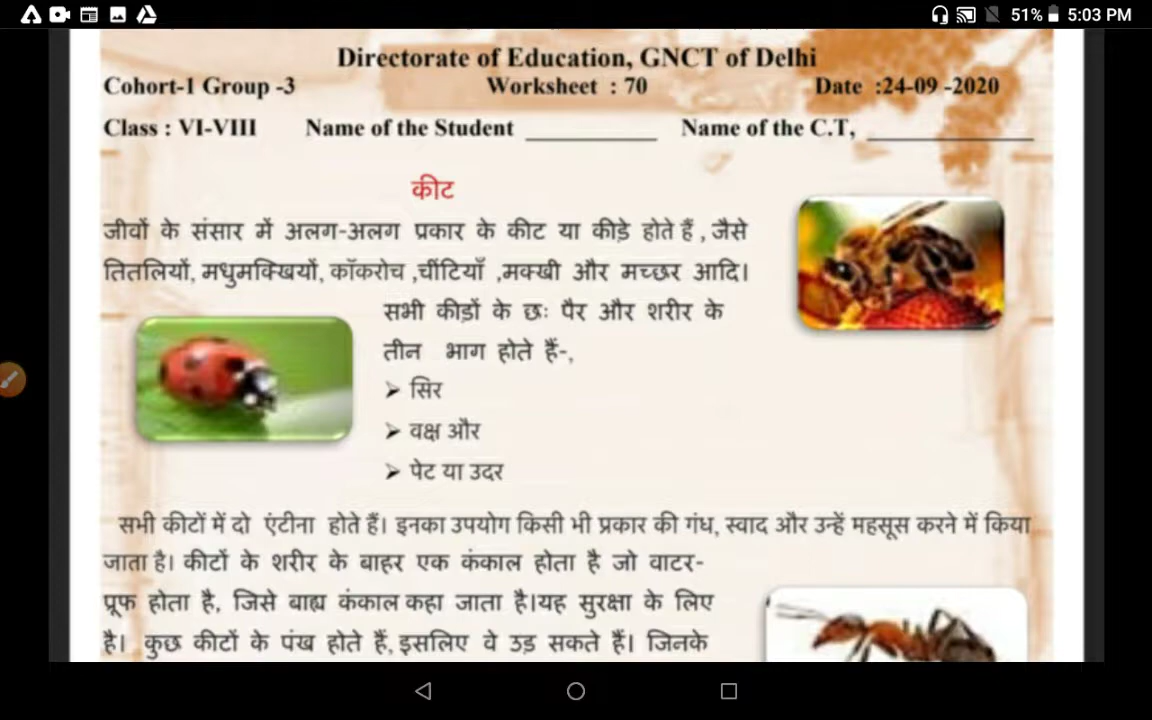 51% 5:03 PM
Directorate of Education, GNCT of Delhi
Cohort-1 Group -3 Worksheet : 70 Date :24-09 -2020
Class : VI-VIII Name of the Student __________ Name of the C.T, __________
कीट
जीवों के संसार में अलग-अलग प्रकार के कीट या कीड़े होते हैं , जैसे
तितलियों, मधुमक्खियों, कॉकरोच ,चींटियाँ ,मक्खी और मच्छर आदि।
सभी कीड़ों के छः पैर और शरीर के
तीन भाग होते हैं-,
➢ सिर
➢ वक्ष और
➢ पेट या उदर
सभी कीटों में दो एंटीना होते हैं। इनका उपयोग किसी भी प्रकार की गंध, स्वाद और उन्हें महसूस करने में किया
जाता है। कीटों के शरीर के बाहर एक कंकाल होता है जो वाटर-
प्रूफ होता है, जिसे बाह्य कंकाल कहा जाता है।यह सुरक्षा के लिए
है। कुछ कीटों के पंख होते हैं, इसलिए वे उड़ सकते हैं। जिनके